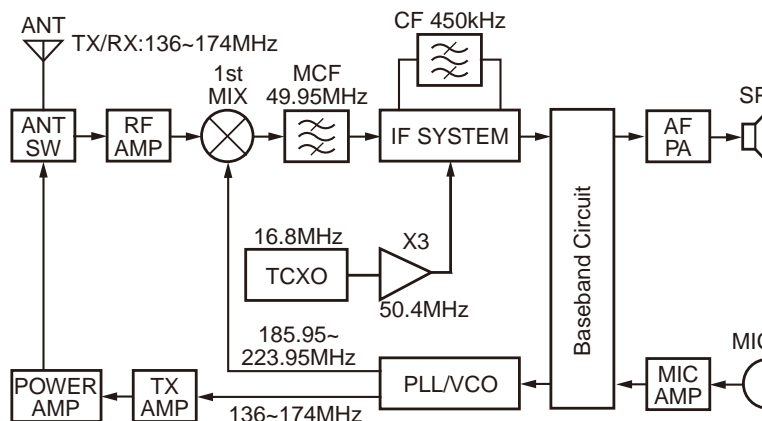 ANT
TX/RX:136~174MHz
CF 450kHz
1st
MIX
MCF
49.95MHz
ANT
SW
RF
AMP
IF SYSTEM
AF
PA
SP
16.8MHz
X3
TCXO
50.4MHz
Baseband Circuit
185.95~
223.95MHz
MIC
POWER
AMP
TX
AMP
PLL/VCO
MIC
AMP
136~174MHz